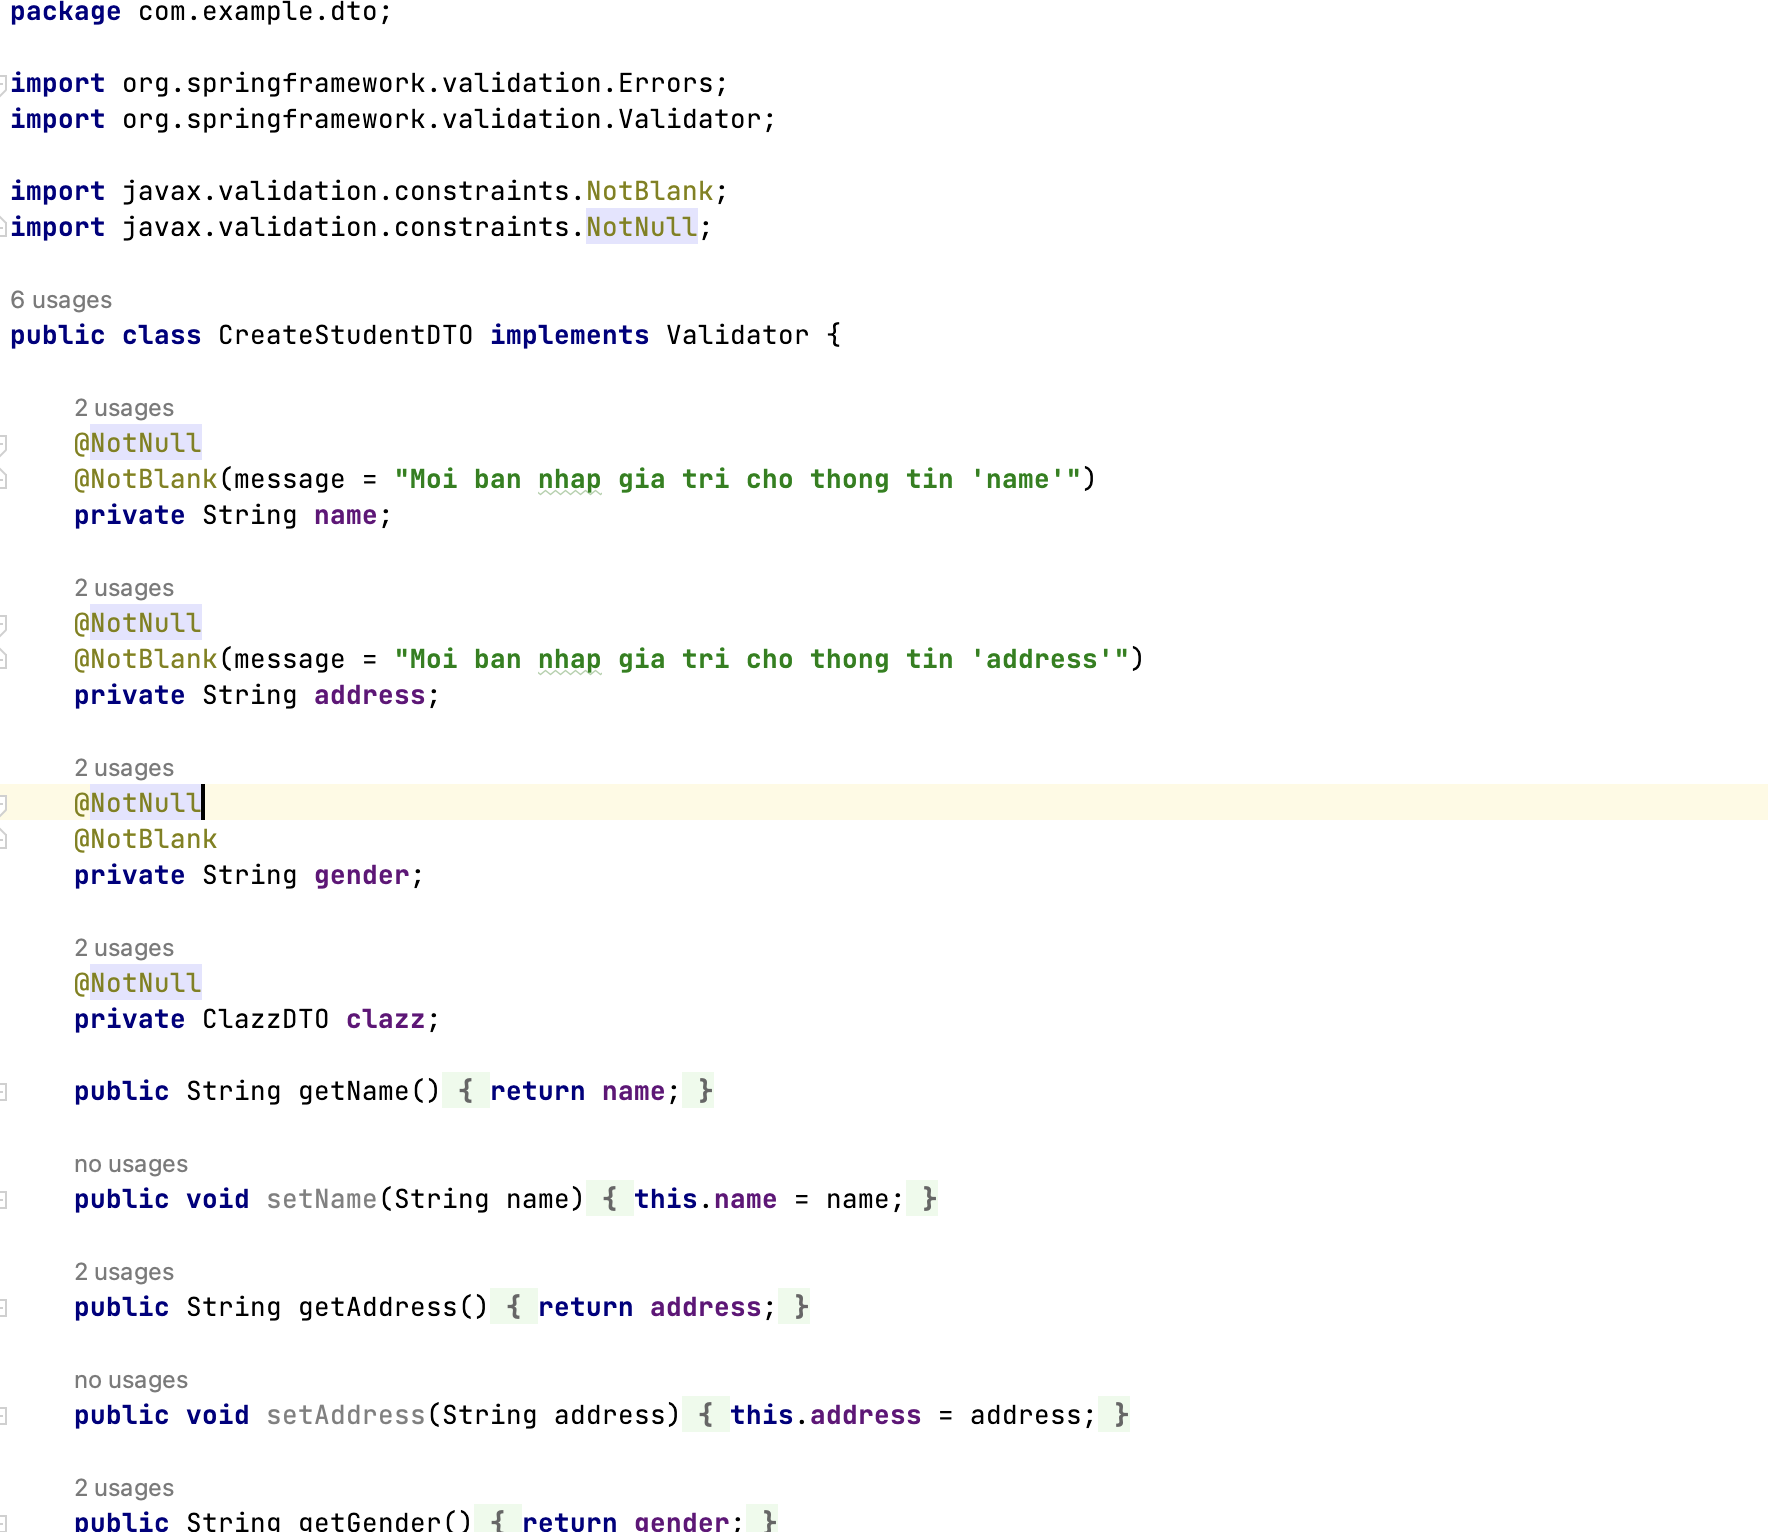 package com.example.dto;
import org.springframework.validation.Errors;
import org.springframework.validation.Validator;
import javax.validation.constraints.NotBlank;
import javax.validation.constraints.NotNull;
6 usages
public class CreateStudentDTO implements Validator {
2 usages
@NotNull
@NotBlank(message = "Moi ban nhap gia tri cho thong tin 'name'")
private String name;
2 usages
@NotNull
@NotBlank(message = "Moi ban nhap gia tri cho thong tin 'address'")
private String address;
2 usages
@NotNull
@NotBlank
private String gender;
2 usages
@NotNull
private ClazzDTO clazz;
public String getName() { return name; }
no usages
public void setName(String name) { this.name = name; }
2 usages
public String getAddress() { return address; }
no usages
public void setAddress(String address) { this.address = address; }
2 usages
public String getGender() { return gender; }